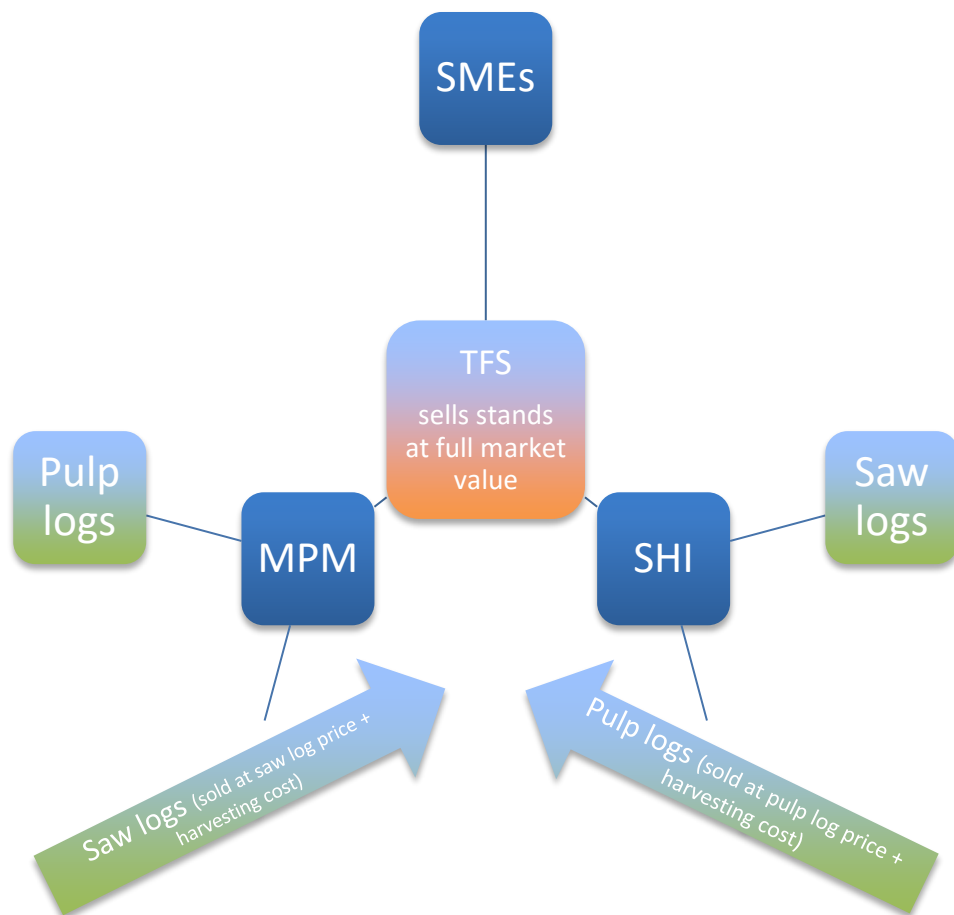 SMEs
TFS
sells stands
at full market
value
Pulp
logs
Saw
logs
MPM
SHI
Saw logs (sold at saw log price +
harvesting cost)
Pulp logs (sold at pulp log price +
harvesting cost)